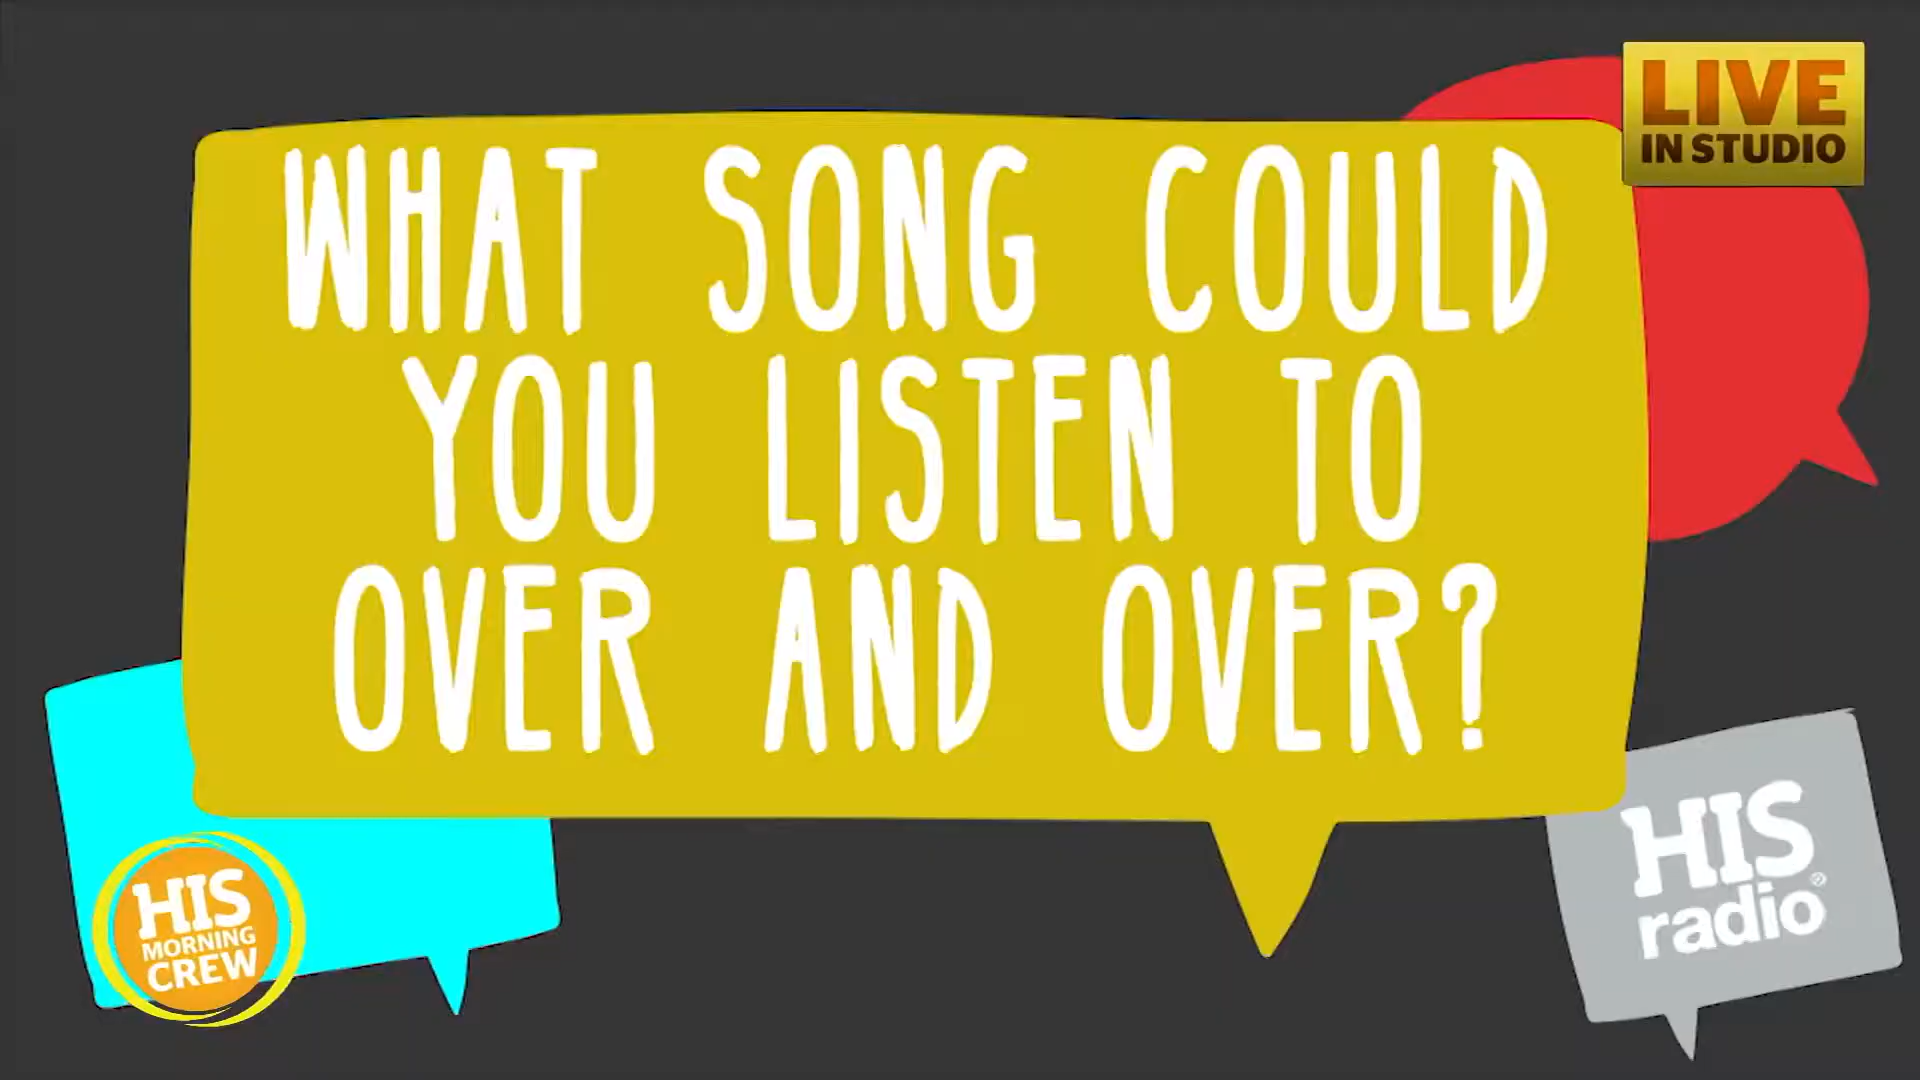 LIVE
IN STUDIO
WHAT SONG COULD
YOU LISTEN TO
OVER AND OVER?
HIS
MORNING
CREW
HIS
radio®